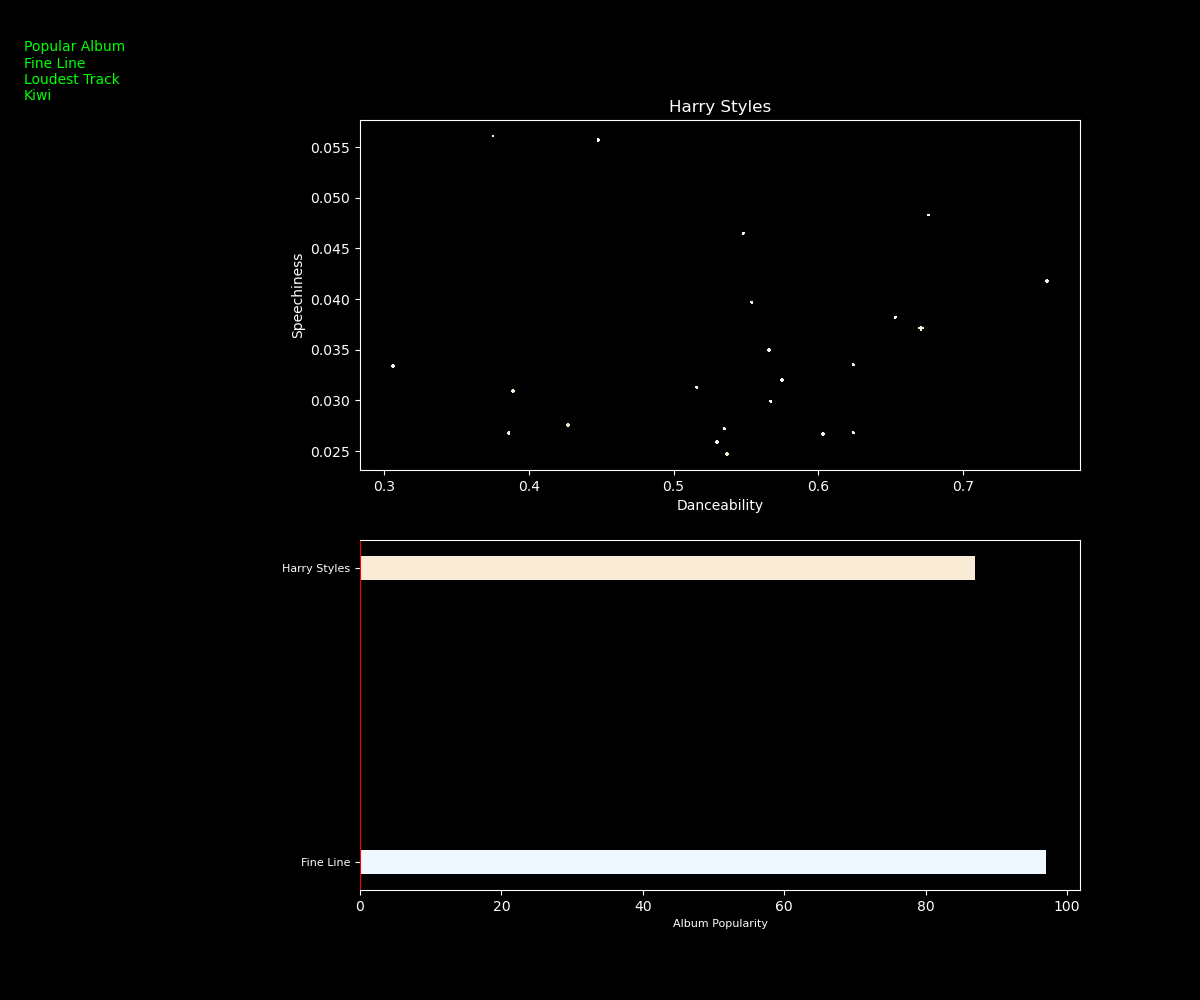 Popular Album
Fine Line
Loudest Track
Kiwi
Harry Styles
0.055
0.050
0.045
0.040
0.035
0.030
0.025
Speechiness
0.3 0.4 0.5 0.6 0.7
Danceability
Harry Styles
Fine Line
0 20 40 60 80 100
Album Popularity